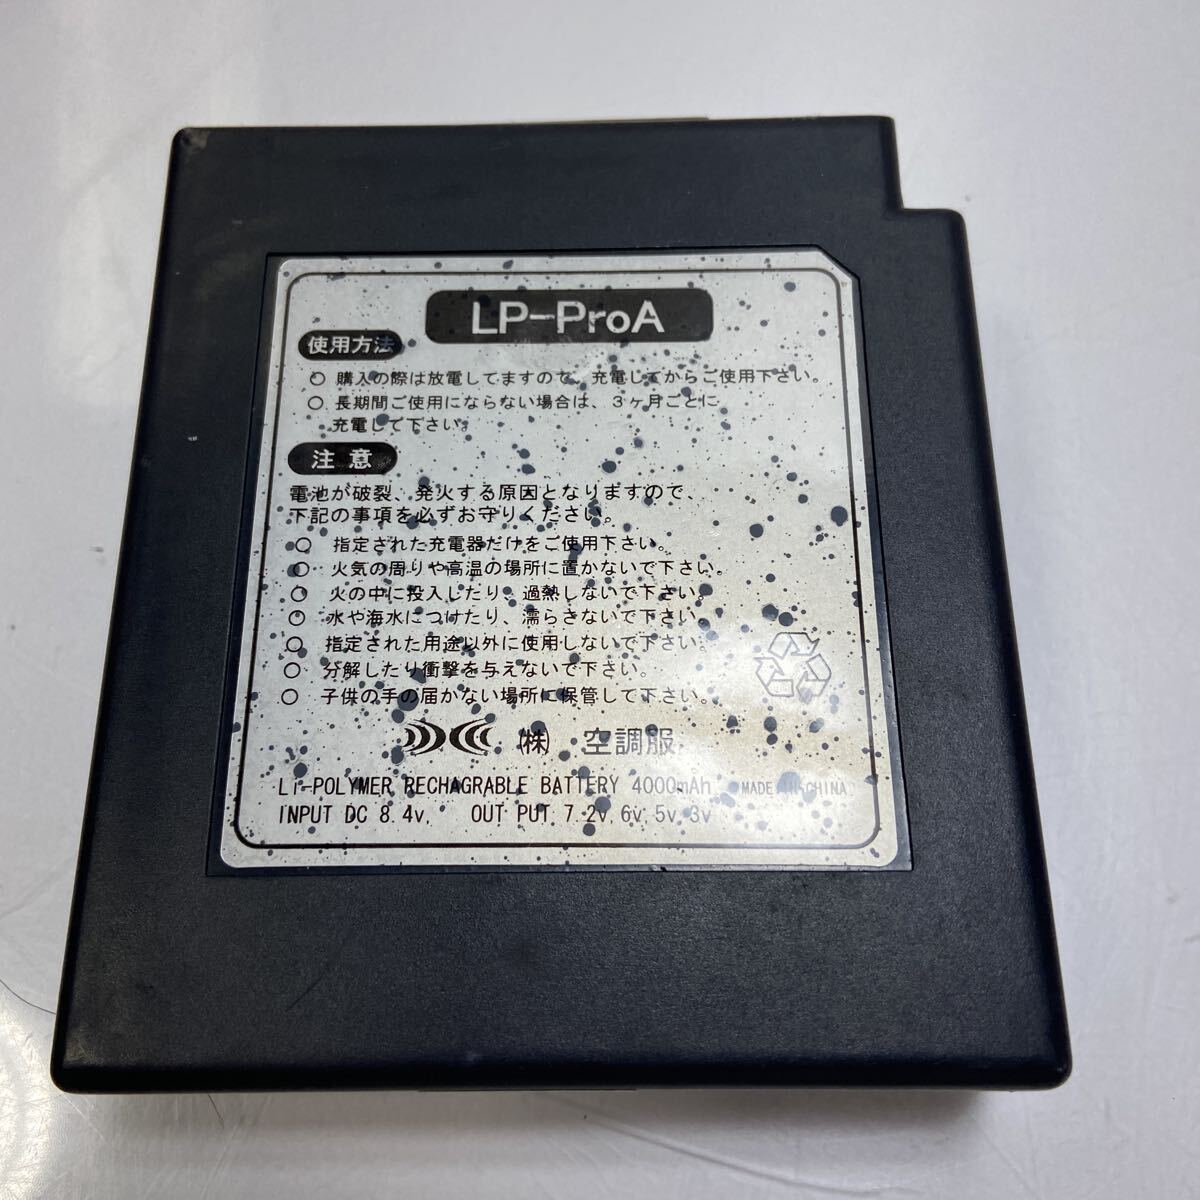 LP-ProA
使用方法
○ 購入の際は放電してますので、充電してからご使用下さい。
○ 長期間ご使用にならない場合は、3ヶ月ごとに
充電して下さい。
注意
電池が破裂、発火する原因となりますので、
下記の事項を必ずお守りください。
○ 指定された充電器だけをご使用下さい。
○ 火気の周りや高温の場所に置かないで下さい。
○ 火の中に投入したり、過熱しないで下さい。
○ 水や海水につけたり、濡らさないで下さい。
○ 指定された用途以外に使用しないで下さい。
○ 分解したり衝撃を与えないで下さい。
○ 子供の手の届かない場所に保管して下さい。
㈱ 空調服
Li-POLYMER RECHAGRABLE BATTERY 4000mAh MADE IN CHINA
INPUT DC 8.4v, OUT PUT 7.2v, 6v, 5v, 3v